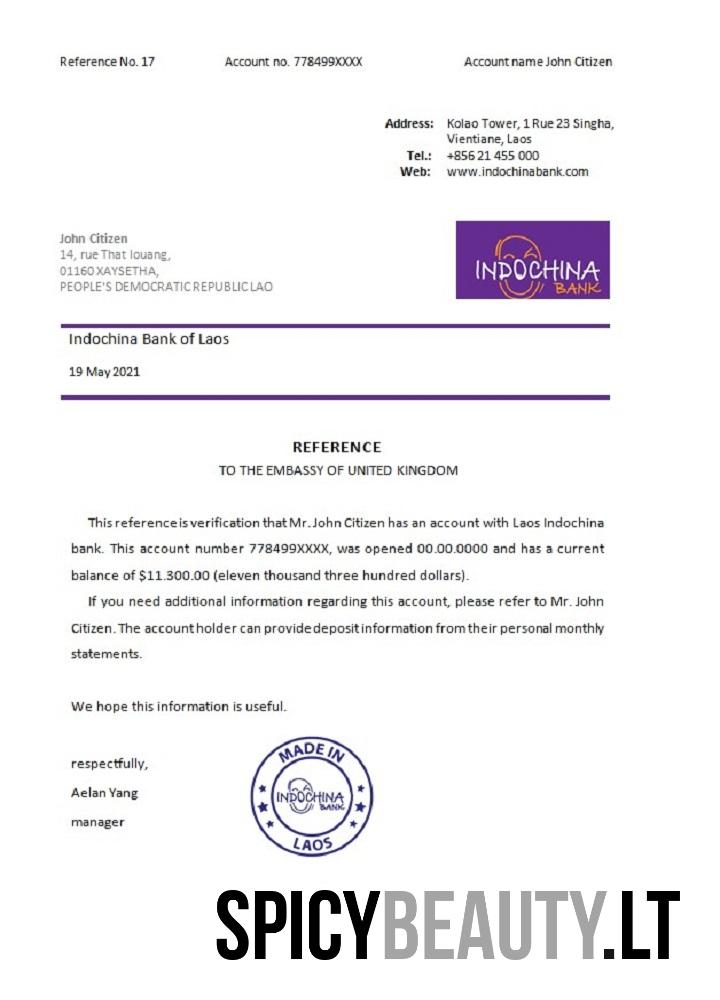 Reference No. 17 Account no. 778499XXXX Account name John Citizen
Address: Kolao Tower, 1 Rue 23 Singha,
Vientiane, Laos
Tel.: +856 21 455 000
Web: www.indochinabank.com
John Citizen
14, rue That Iouang,
01160 XAYSETHA,
PEOPLE'S DEMOCRATIC REPUBLIC LAO
INDOCHINA
BANK
Indochina Bank of Laos
19 May 2021
REFERENCE
TO THE EMBASSY OF UNITED KINGDOM
This reference is verification that Mr. John Citizen has an account with Laos Indochina
bank. This account number 778499XXXX, was opened 00.00.0000 and has a current
balance of $11.300.00 (eleven thousand three hundred dollars).
If you need additional information regarding this account, please refer to Mr. John
Citizen. The account holder can provide deposit information from their personal monthly
statements.
We hope this information is useful.
respectfully,
Aelan Yang
manager
MADE IN
INDOCHINA
BANK
LAOS
SPICYBEAUTY.LT